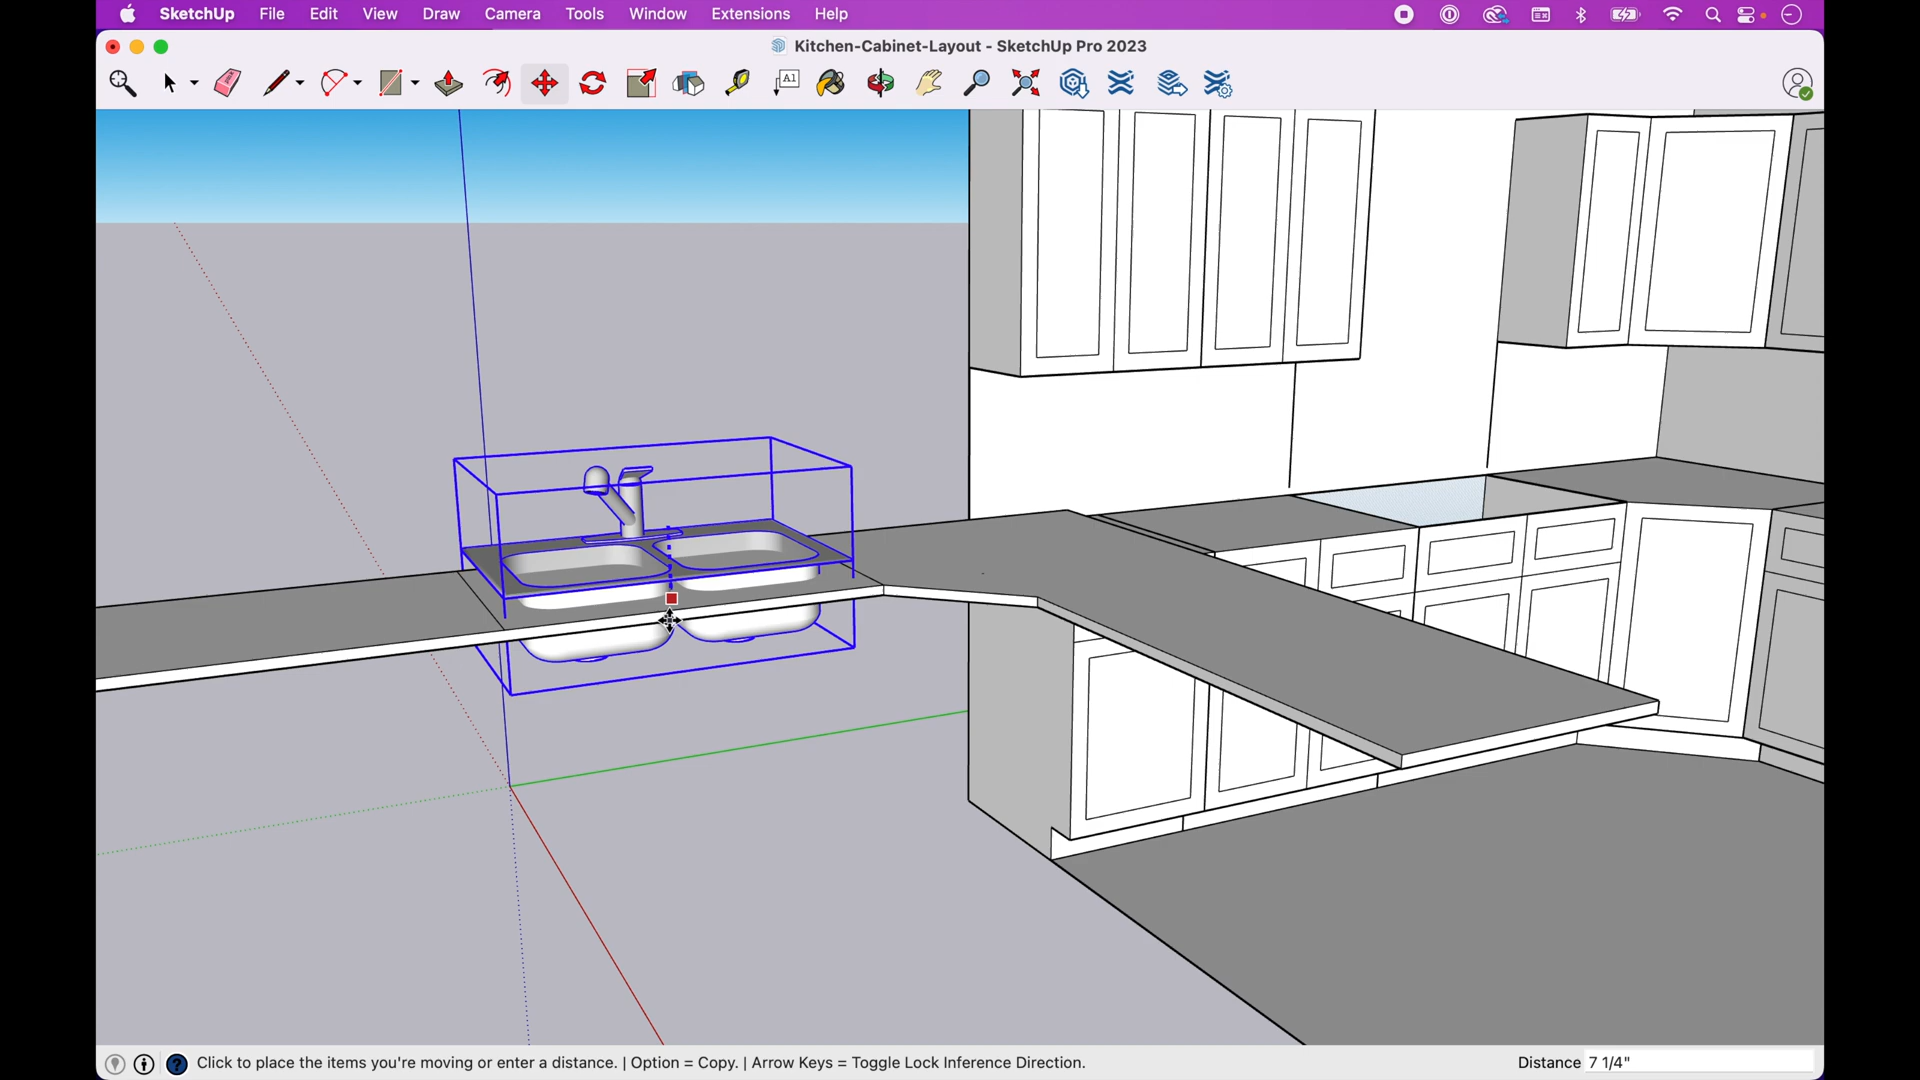 SketchUp File Edit View Draw Camera Tools Window Extensions Help
Kitchen-Cabinet-Layout - SketchUp Pro 2023
A1
Click to place the items you're moving or enter a distance. | Option = Copy. | Arrow Keys = Toggle Lock Inference Direction. Distance 7 1/4"